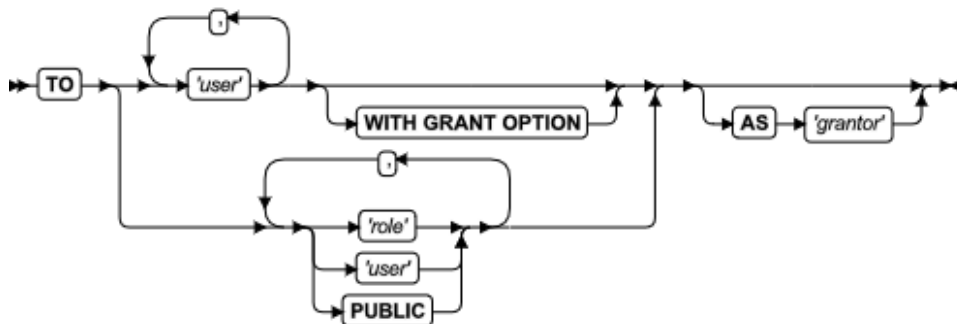 ,
TO 'user'
WITH GRANT OPTION AS 'grantor'
,
'role'
'user'
PUBLIC